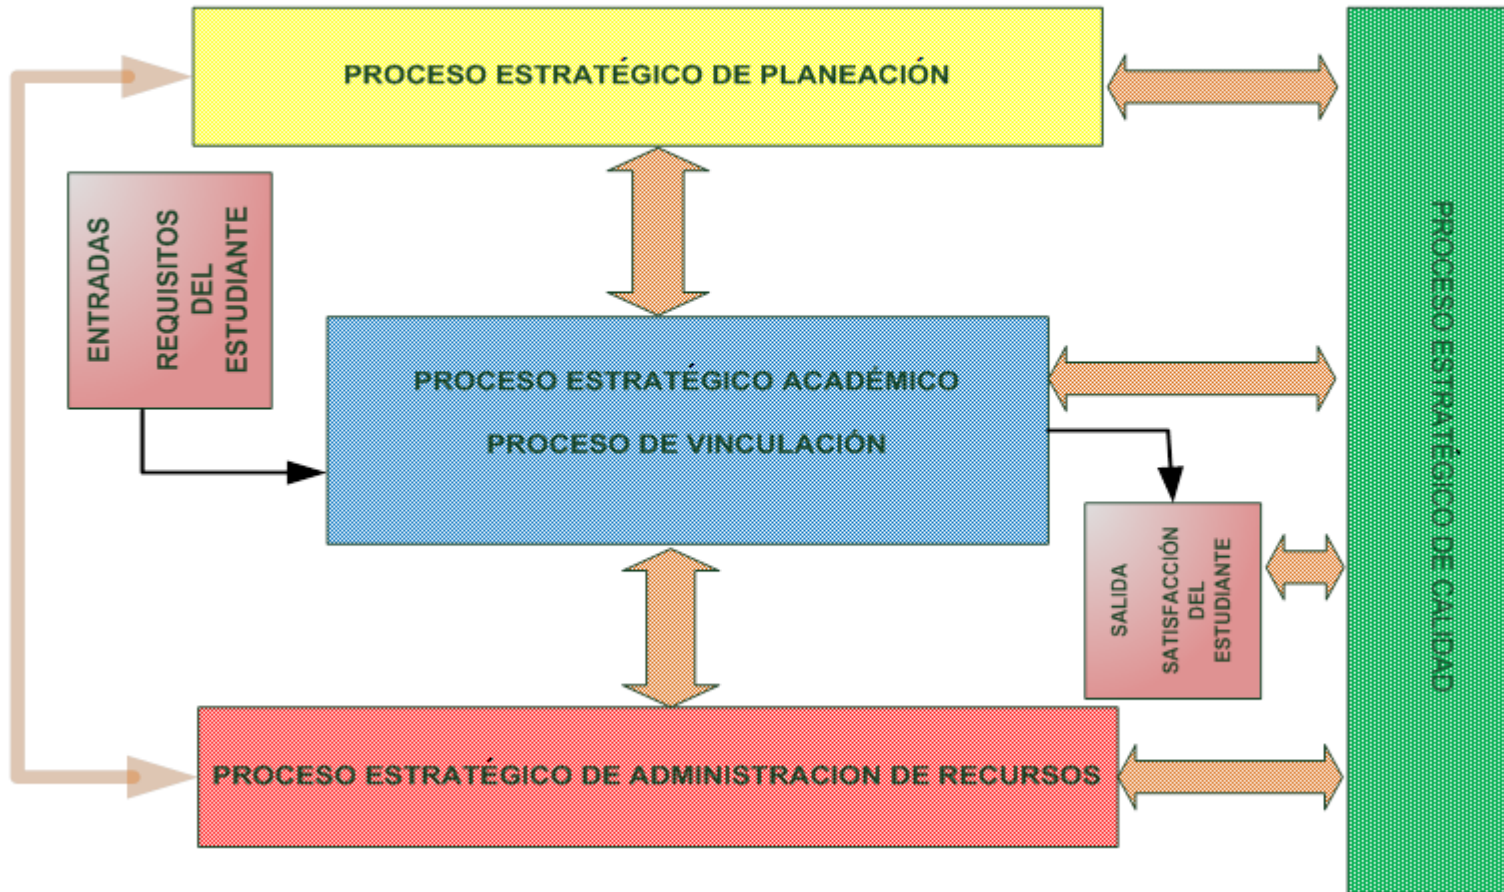 PROCESO ESTRATÉGICO DE PLANEACIÓN
ENTRADAS
REQUISITOS
DEL
ESTUDIANTE
PROCESO ESTRATÉGICO ACADÉMICO
PROCESO DE VINCULACIÓN
SALIDA
SATISFACCIÓN
DEL
ESTUDIANTE
PROCESO ESTRATÉGICO DE ADMINISTRACION DE RECURSOS
PROCESO ESTRATÉGICO DE CALIDAD